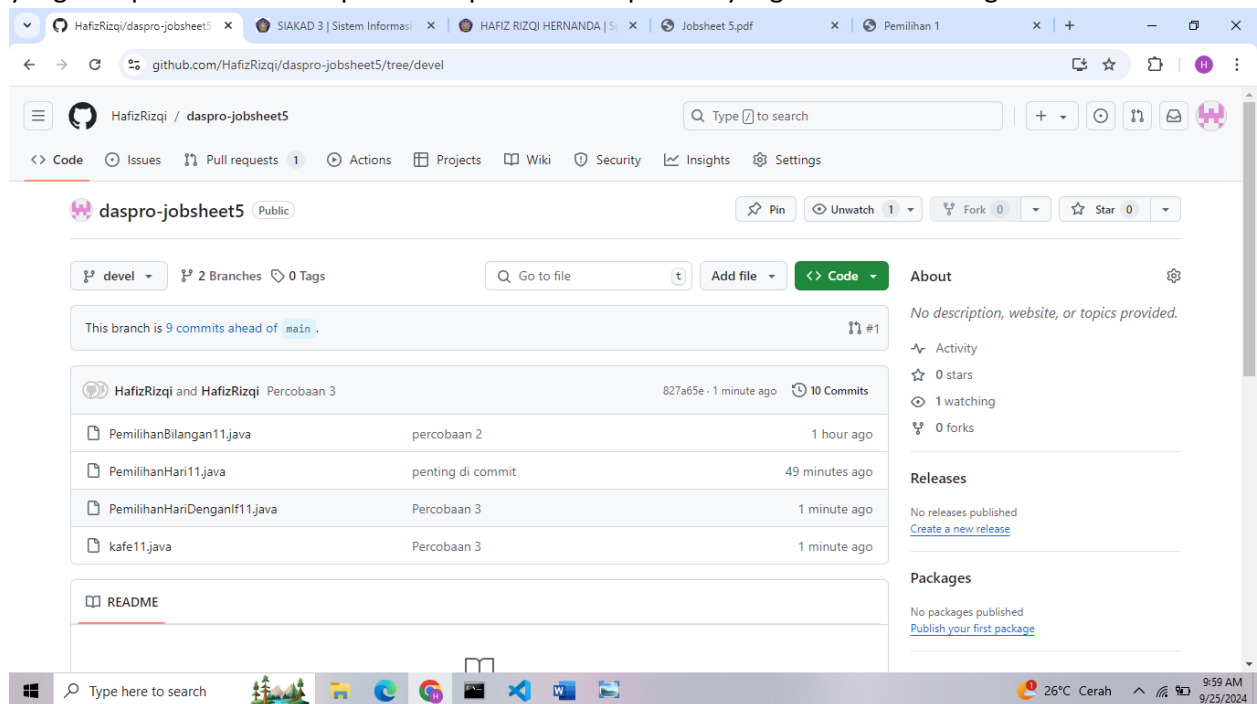 HafizRizqi/daspro-jobsheet5
SIAKAD 3 | Sistem Informasi
HAFIZ RIZQI HERNANDA | S
Jobsheet 5.pdf
Pemilihan 1
github.com/HafizRizqi/daspro-jobsheet5/tree/devel
H
HafizRizqi / daspro-jobsheet5
Type / to search
<> Code
Issues
Pull requests 1
Actions
Projects
Wiki
Security
Insights
Settings
daspro-jobsheet5 Public
Pin
Unwatch 1
Fork 0
Star 0
devel
2 Branches
0 Tags
Go to file
t
Add file
<> Code
This branch is 9 commits ahead of main .
#1
HafizRizqi and HafizRizqi Percobaan 3
827a65e · 1 minute ago
10 Commits
PemilihanBilangan11.java percobaan 2 1 hour ago
PemilihanHari11.java penting di commit 49 minutes ago
PemilihanHariDenganIf11.java Percobaan 3 1 minute ago
kafe11.java Percobaan 3 1 minute ago
README
About
No description, website, or topics provided.
Activity
0 stars
1 watching
0 forks
Releases
No releases published
Create a new release
Packages
No packages published
Publish your first package
Type here to search
26°C Cerah
9:59 AM
9/25/2024